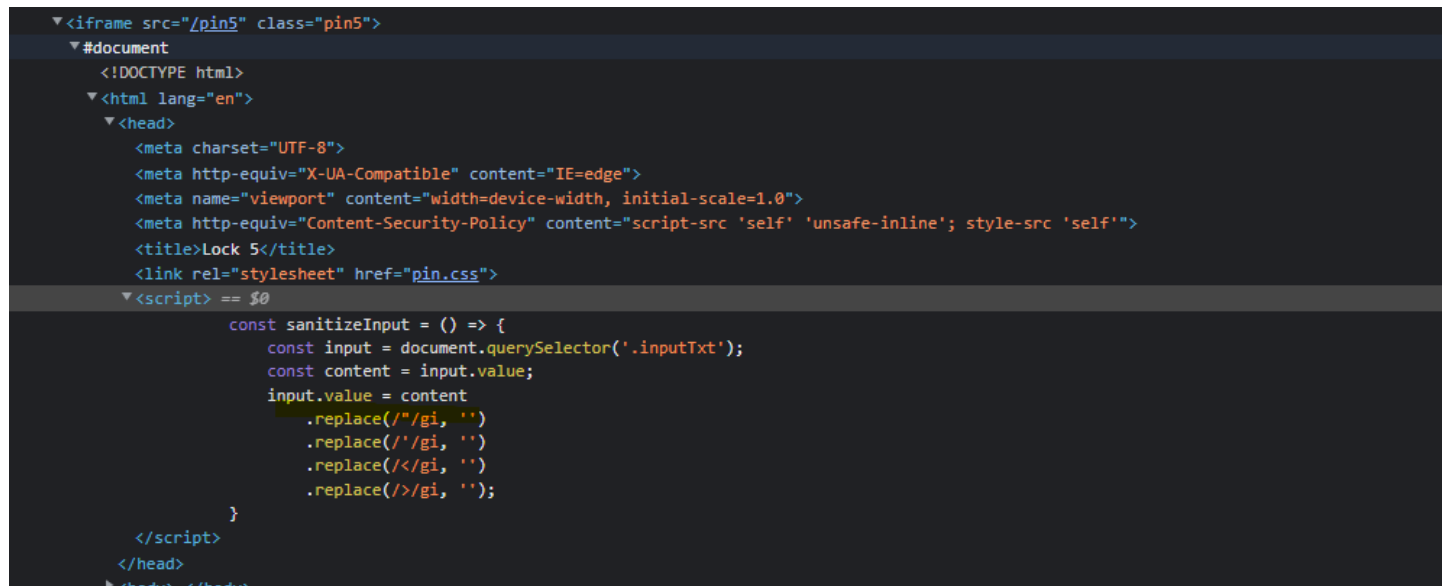 ▼<iframe src="/pin5" class="pin5">
▼#document
<!DOCTYPE html>
▼<html lang="en">
▼<head>
<meta charset="UTF-8">
<meta http-equiv="X-UA-Compatible" content="IE=edge">
<meta name="viewport" content="width=device-width, initial-scale=1.0">
<meta http-equiv="Content-Security-Policy" content="script-src 'self' 'unsafe-inline'; style-src 'self'">
<title>Lock 5</title>
<link rel="stylesheet" href="pin.css">
▼<script> == $0
const sanitizeInput = () => {
const input = document.querySelector('.inputTxt');
const content = input.value;
input.value = content
.replace(/"/gi, '')
.replace(/'/gi, '')
.replace(/</gi, '')
.replace(/>/gi, '');
}
</script>
</head>